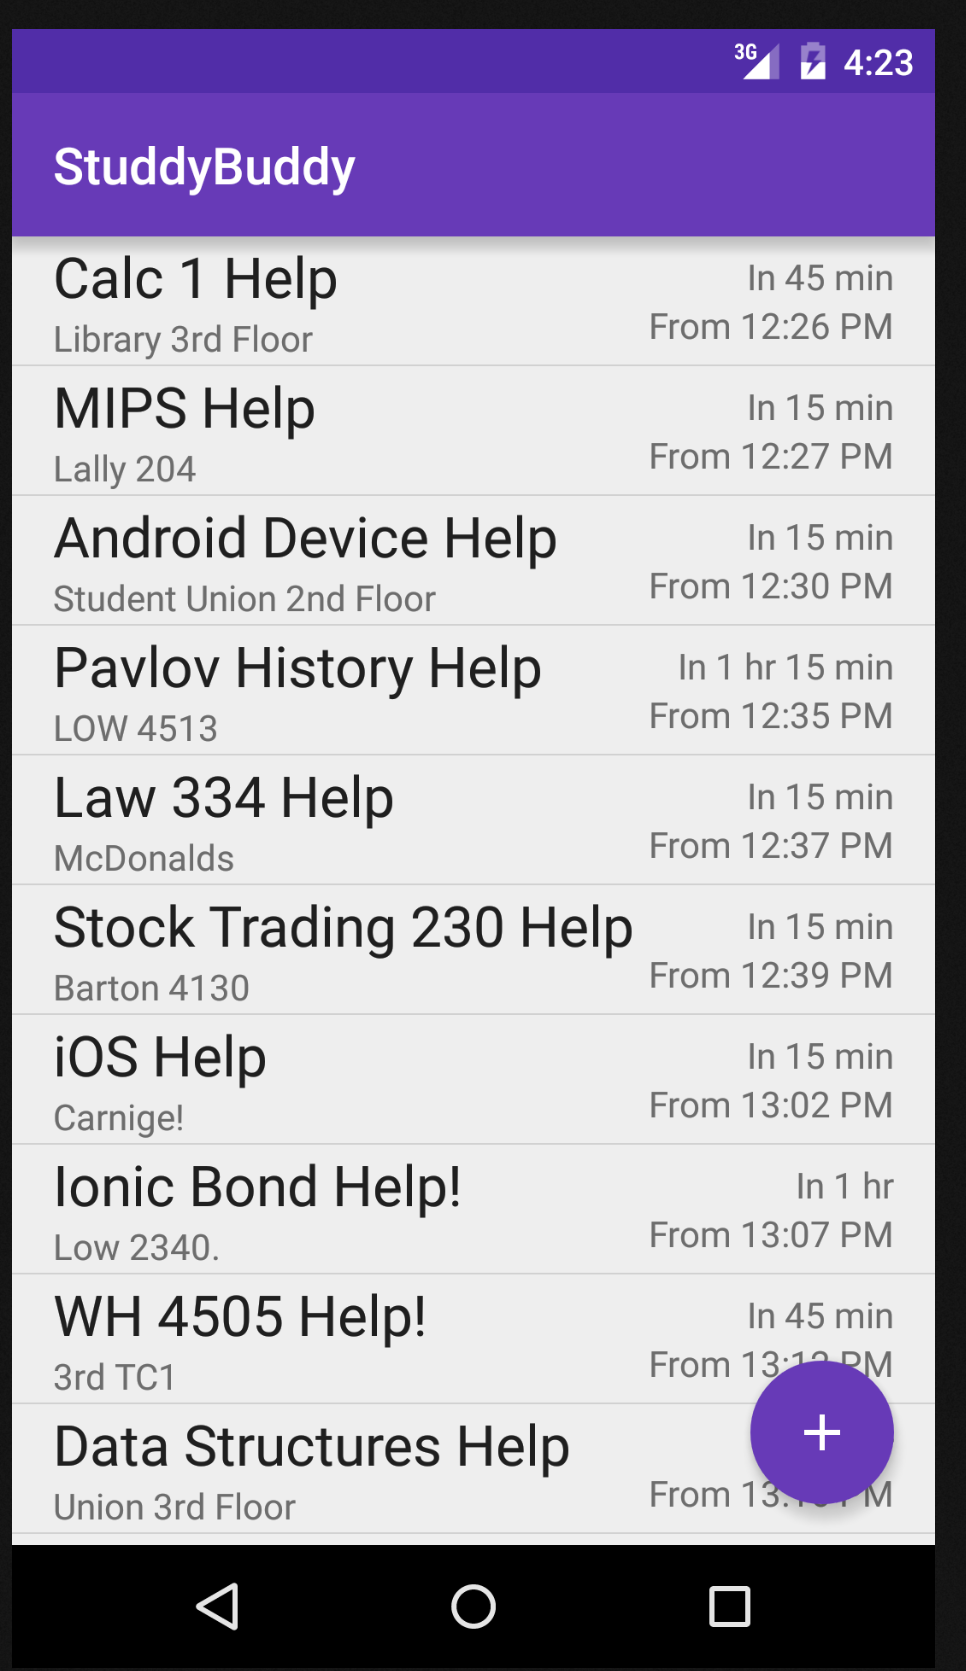 3G 4:23
StuddyBuddy
Calc 1 Help
In 45 min
Library 3rd Floor
From 12:26 PM
MIPS Help
In 15 min
Lally 204
From 12:27 PM
Android Device Help
In 15 min
Student Union 2nd Floor
From 12:30 PM
Pavlov History Help
In 1 hr 15 min
LOW 4513
From 12:35 PM
Law 334 Help
In 15 min
McDonalds
From 12:37 PM
Stock Trading 230 Help
In 15 min
Barton 4130
From 12:39 PM
iOS Help
In 15 min
Carnige!
From 13:02 PM
Ionic Bond Help!
In 1 hr
Low 2340.
From 13:07 PM
WH 4505 Help!
In 45 min
3rd TC1
From PM
Data Structures Help
Union 3rd Floor
From